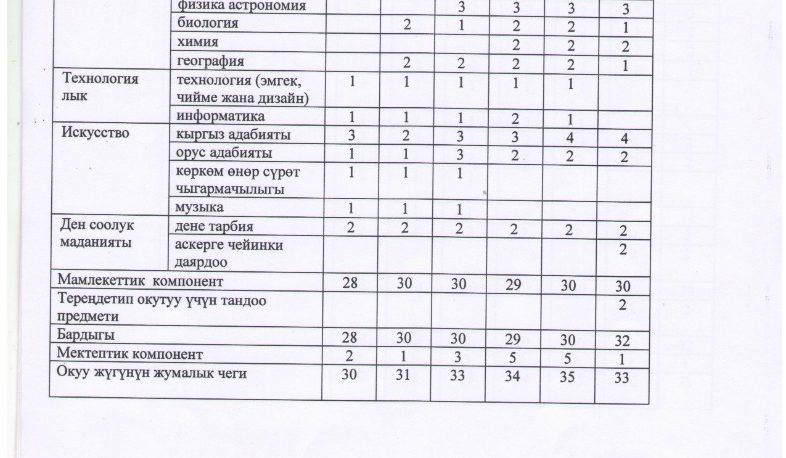 физика астрономия 3 3 3 3
биология 2 1 2 2 1
химия 2 2 2
география 2 2 2 2 1
Технология технология (эмгек, 1 1 1 1 1
лык чийме жана дизайн)
информатика 1 1 1 2 1
Искусство кыргыз адабияты 3 2 3 3 4 4
орус адабияты 1 1 3 2 2 2
көркөм өнөр сүрөт 1 1 1
чыгармачылыгы
музыка 1 1 1
Ден соолук дене тарбия 2 2 2 2 2 2
маданияты аскерге чейинки 2
даярдоо
Мамлекеттик компонент 28 30 30 29 30 30
Тереңдетип окутуу үчүн тандоо 2
предмети
Бардыгы 28 30 30 29 30 32
Мектептик компонент 2 1 3 5 5 1
Окуу жүгүнүн жумалык чеги 30 31 33 34 35 33